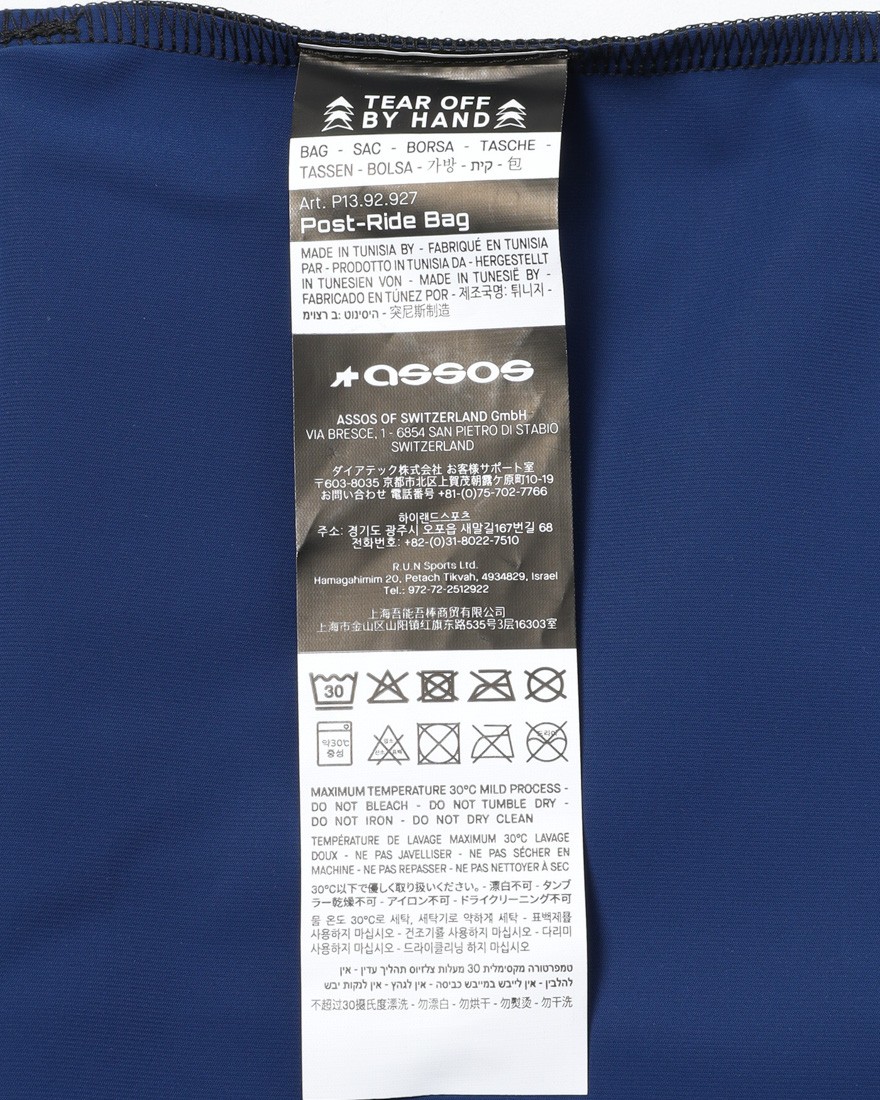 TEAR OFF
BY HAND
BAG - SAC - BORSA - TASCHE -
TASSEN - BOLSA - 가방 - קית - 包
Art. P13.92.927
Post-Ride Bag
MADE IN TUNISIA BY - FABRIQUÉ EN TUNISIA
PAR - PRODOTTO IN TUNISIA DA - HERGESTELLT
IN TUNESIEN VON - MADE IN TUNESIË BY -
FABRICADO EN TÚNEZ POR - 제조국명: 튀니지 -
מיוצר ב: טוניסיה - 突尼斯制造
assos
ASSOS OF SWITZERLAND GmbH
VIA BRESCE, 1 - 6854 SAN PIETRO DI STABIO
SWITZERLAND
ダイアテック株式会社 お客様サポート室
〒603-8035 京都市北区上賀茂朝露ケ原町10-19
お問い合わせ 電話番号 +81-(0)75-702-7766
하이랜드스포츠
주소: 경기도 광주시 오포읍 새말길167번길 68
전화번호: +82-(0)31-8022-7510
R.U.N Sports Ltd.
Hamagahimim 20, Petach Tikvah, 4934829, Israel
Tel.: 972-72-2512922
上海吾能吾棒商贸有限公司
上海市金山区山阳镇红旗东路535号3层16303室
30
약30℃
중성
MAXIMUM TEMPERATURE 30°C MILD PROCESS -
DO NOT BLEACH - DO NOT TUMBLE DRY -
DO NOT IRON - DO NOT DRY CLEAN
TEMPÉRATURE DE LAVAGE MAXIMUM 30°C LAVAGE
DOUX - NE PAS JAVELLISER - NE PAS SÉCHER EN
MACHINE - NE PAS REPASSER - NE PAS NETTOYER À SEC
30℃以下で優しく取り扱いください。- 漂白不可 - タンブ
ラー乾燥不可 - アイロン不可 - ドライクリーニング不可
물 온도 30℃로 세탁, 세탁기로 약하게 세탁 - 표백제를
사용하지 마십시오 - 건조기를 사용하지 마십시오 - 다리미
사용하지 마십시오 - 드라이클리닝 하지 마십시오
טמפרטורה מקסימלית 30 מעלות צלזיוס תהליך עדין - אין
להלבין - אין לייבש במייבש כביסה - אין לגהץ - אין לנקות יבש
不超过30摄氏度漂洗 - 勿漂白 - 勿烘干 - 勿熨烫 - 勿干洗